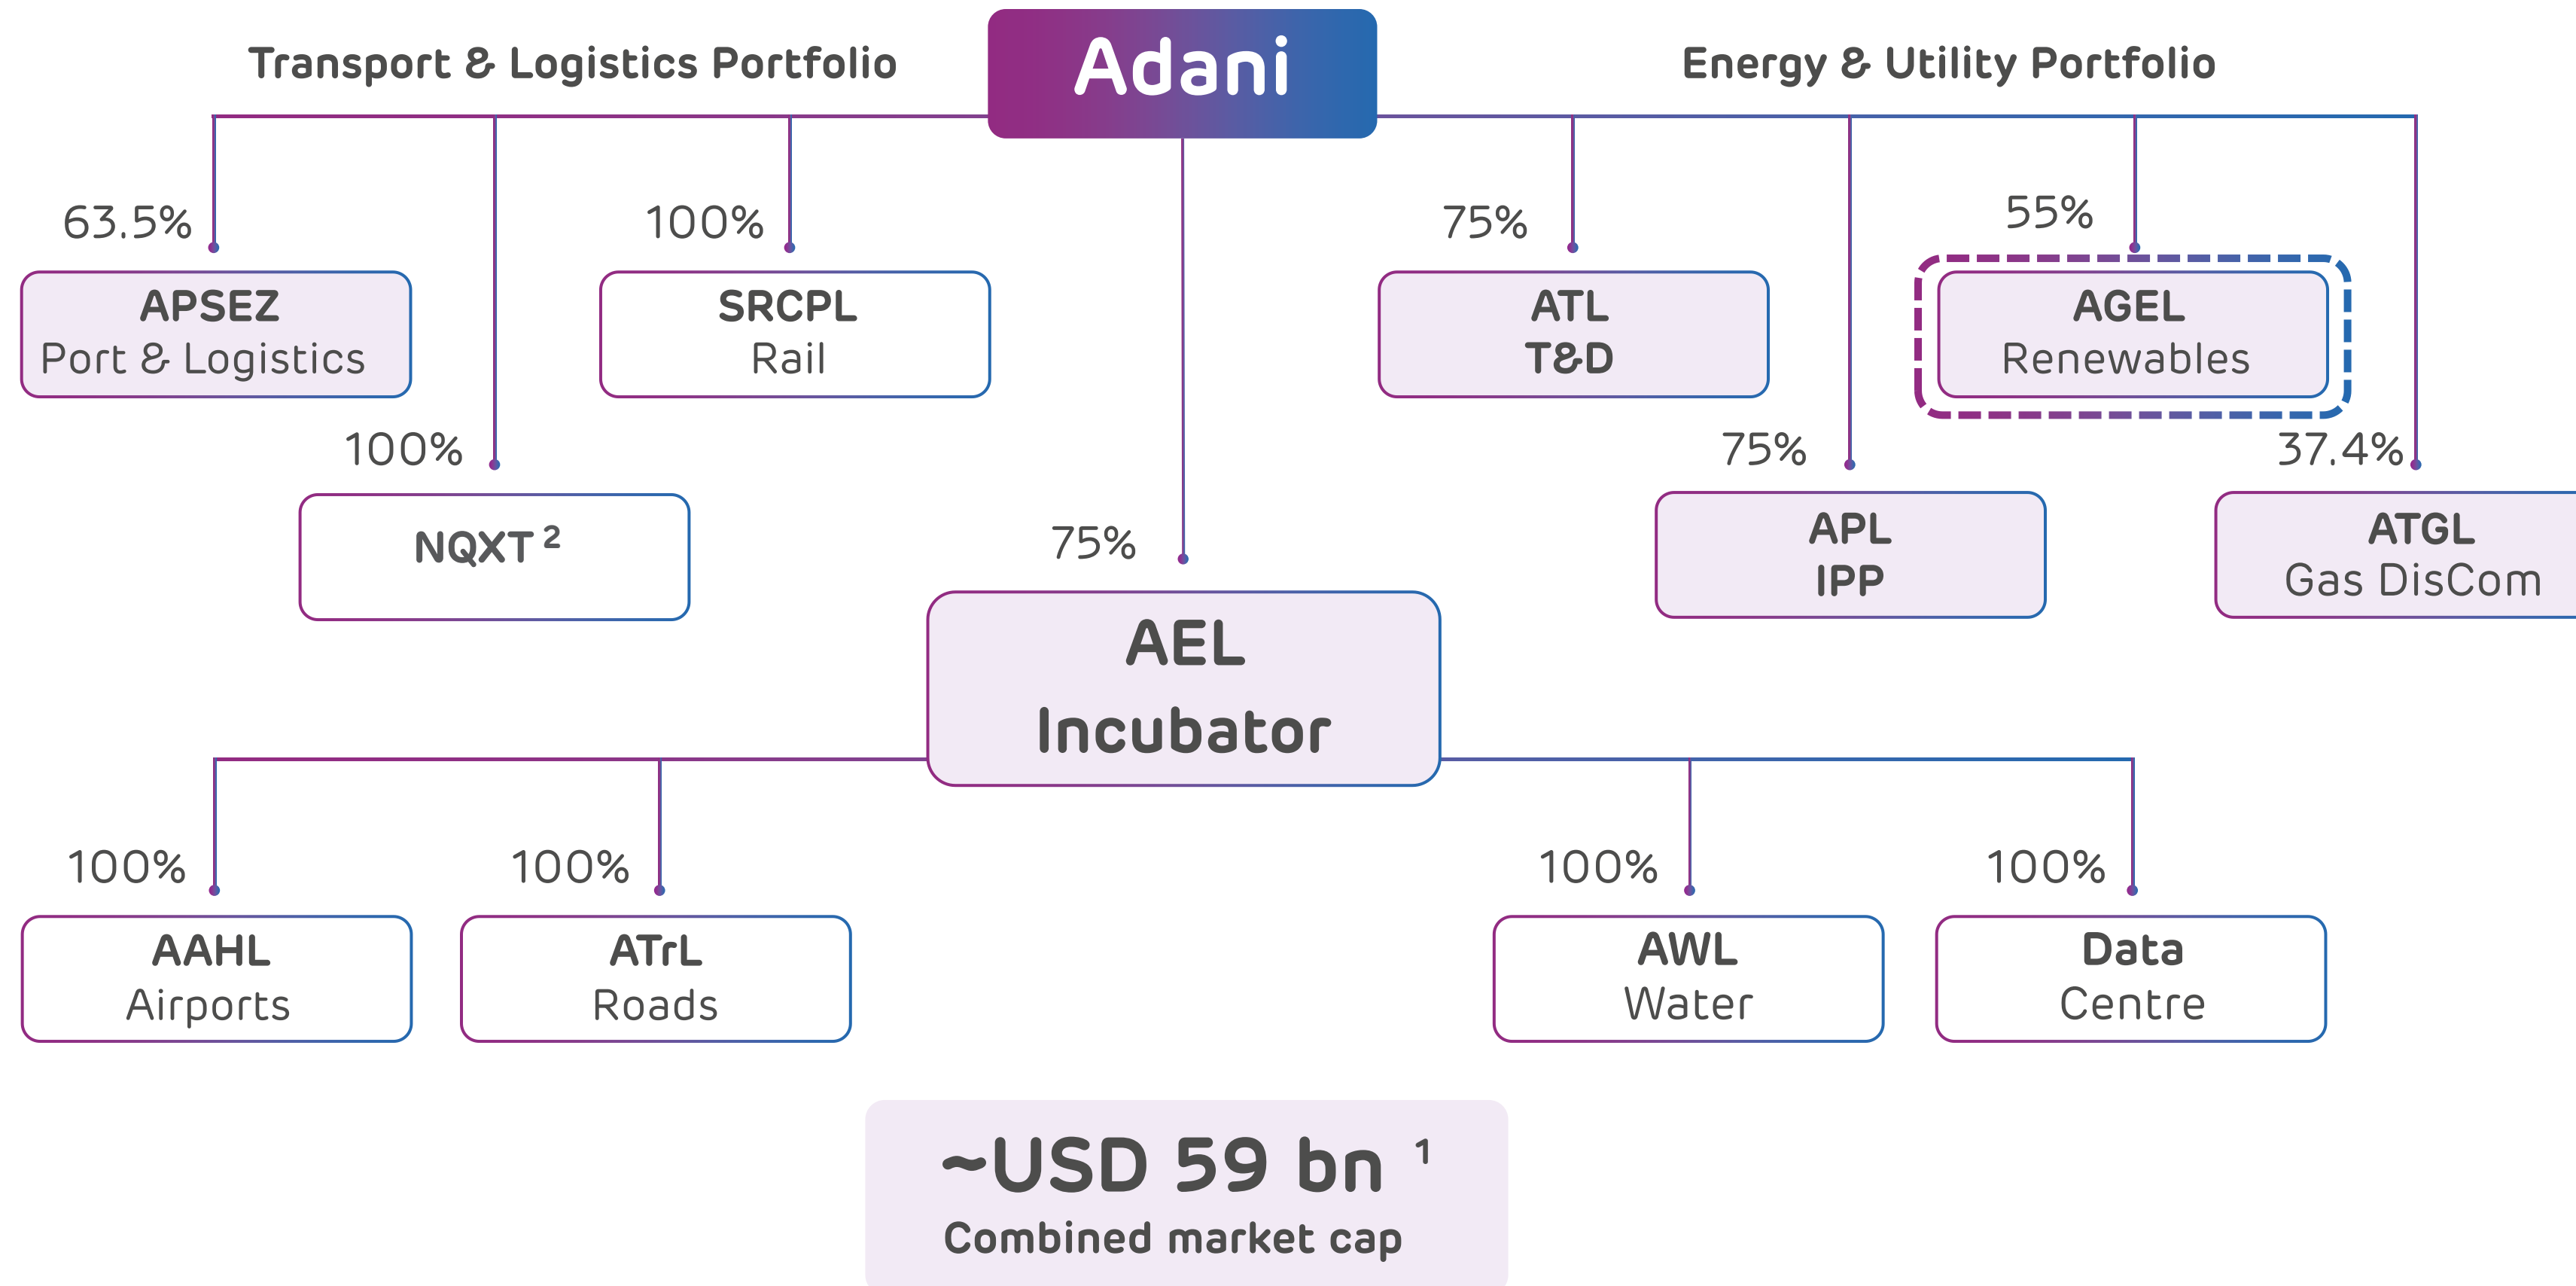 Adani
Transport & Logistics Portfolio
Energy & Utility Portfolio
63.5%
APSEZ
Port & Logistics
100%
NQXT 2
100%
SRCPL
Rail
75%
AEL
Incubator
75%
ATL
T&D
75%
APL
IPP
55%
AGEL
Renewables
37.4%
ATGL
Gas DisCom
100%
AAHL
Airports
100%
ATrL
Roads
100%
AWL
Water
100%
Data
Centre
~USD 59 bn 1
Combined market cap